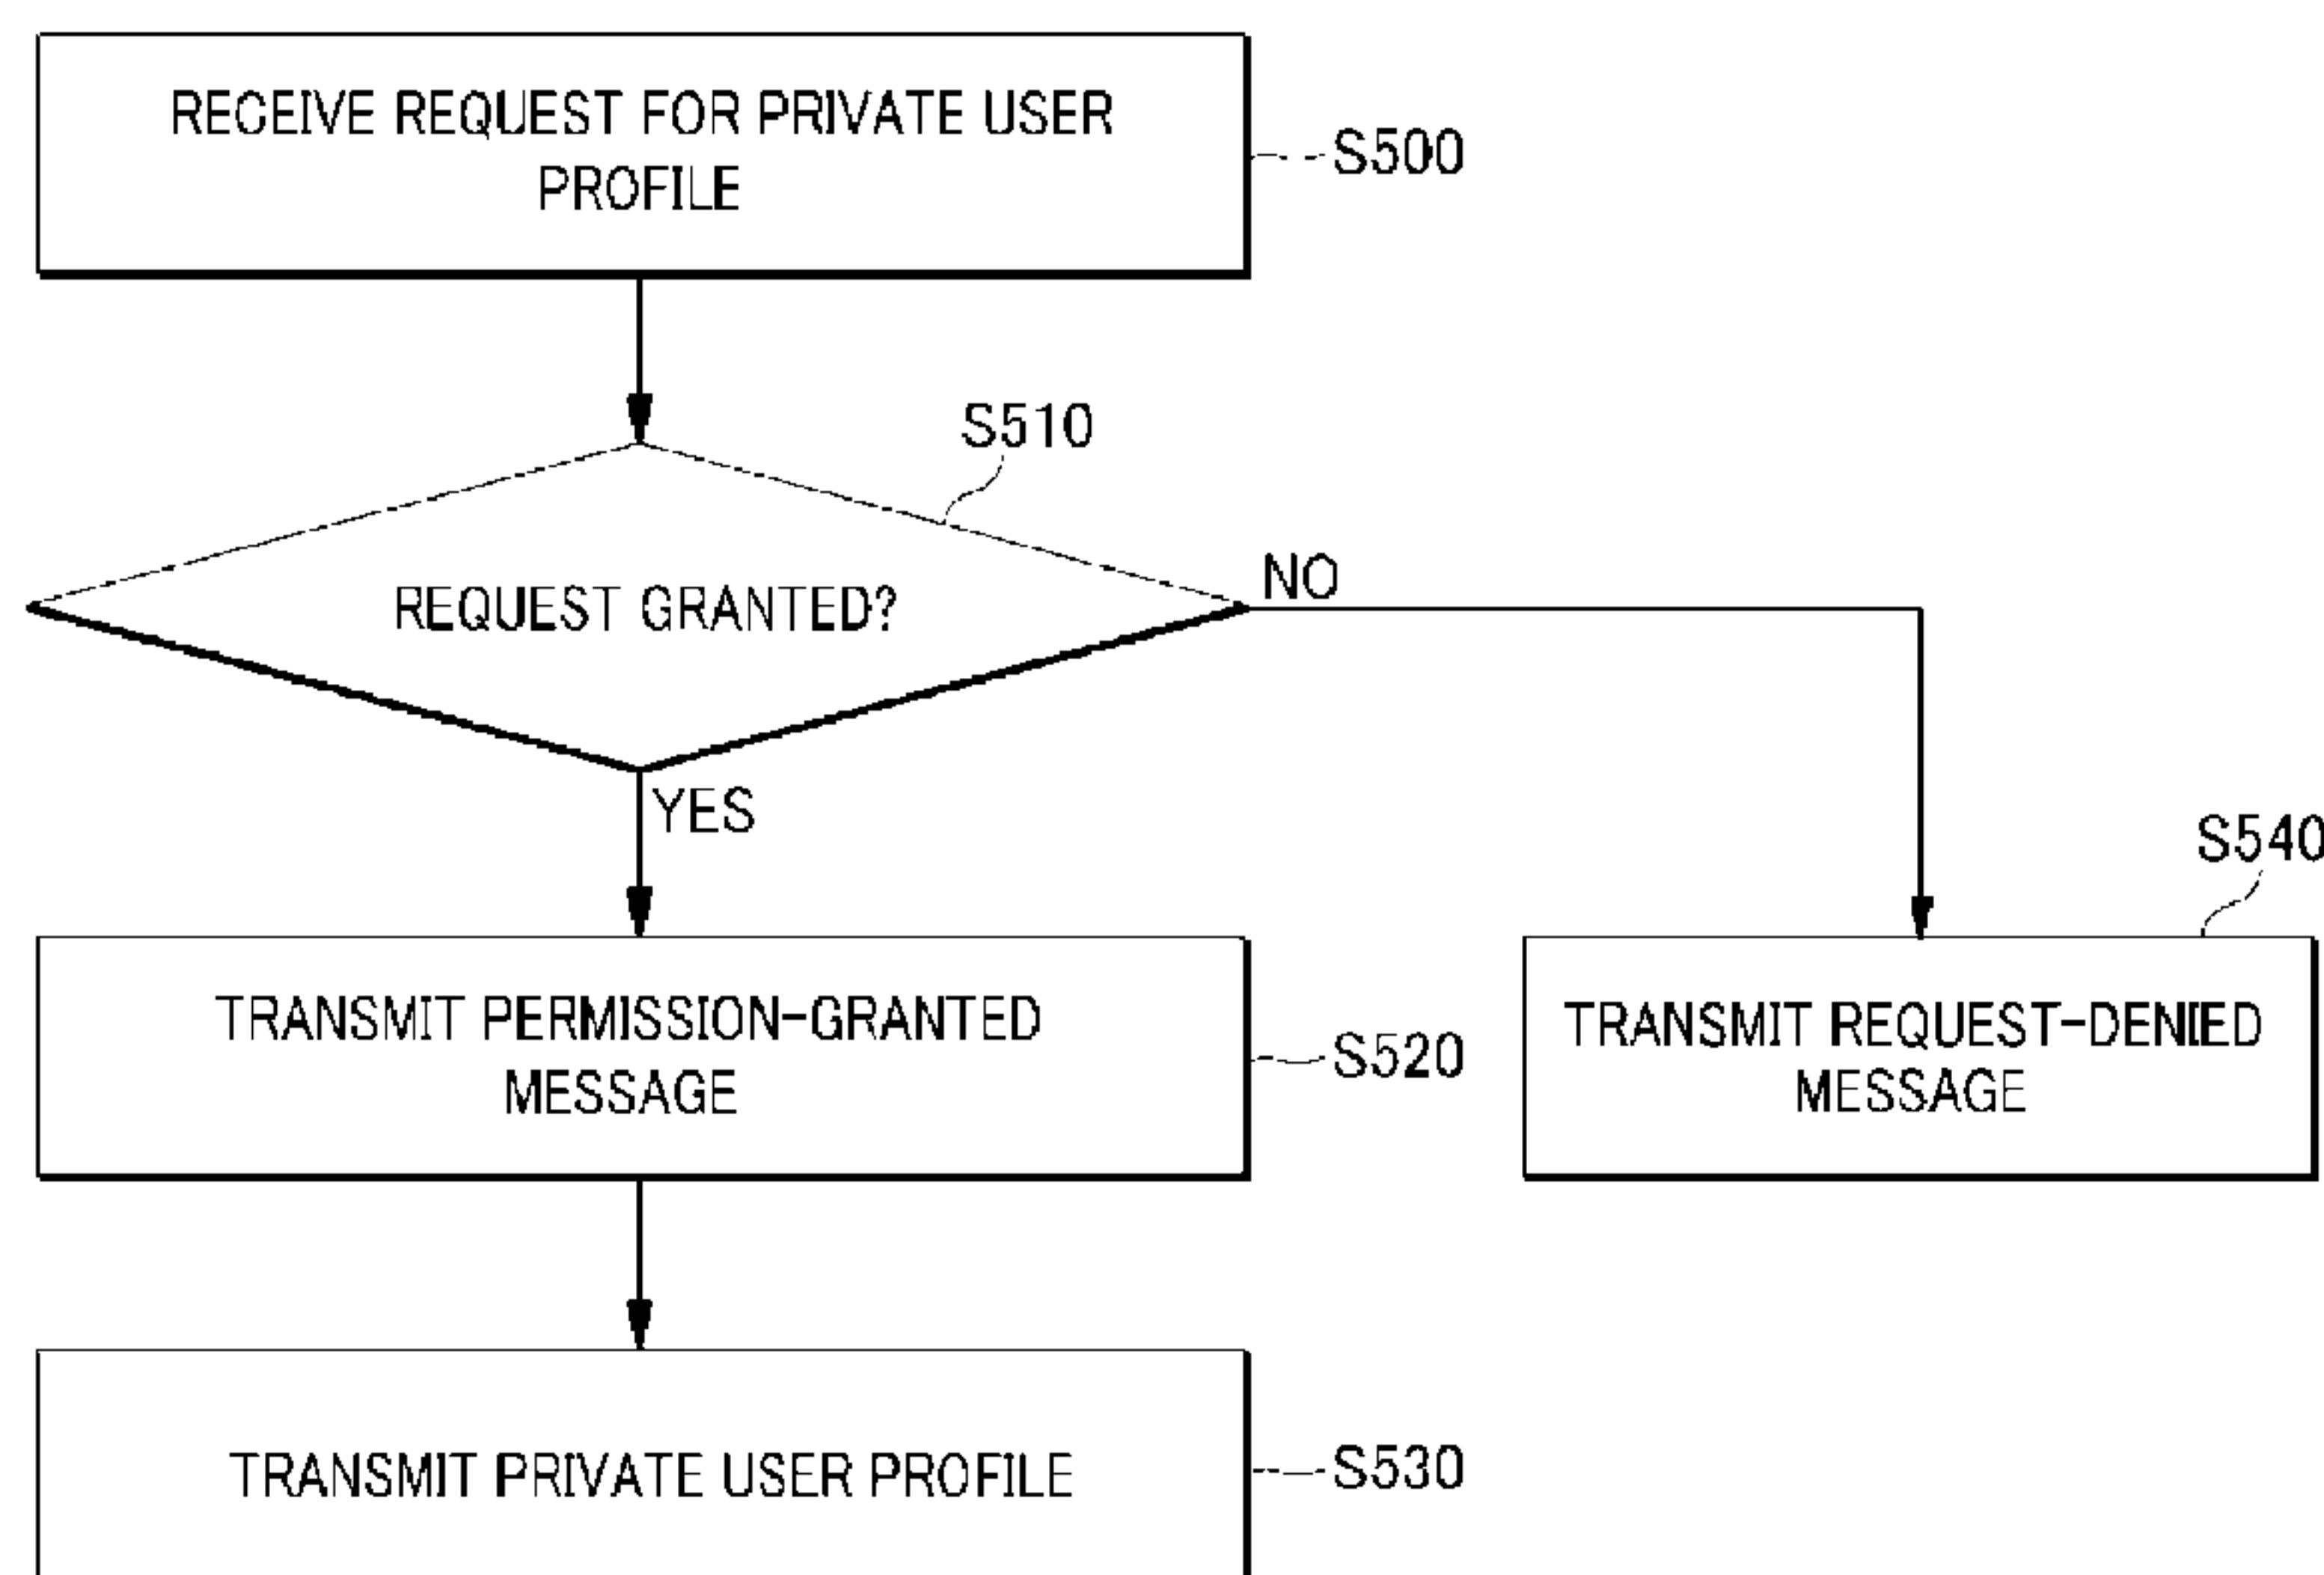 RECEIVE REQUEST FOR PRIVATE USER
PROFILE
S500
S510
REQUEST GRANTED?
NO
YES
S540
TRANSMIT PERMISSION-GRANTED
MESSAGE
S520
TRANSMIT REQUEST-DENIED
MESSAGE
TRANSMIT PRIVATE USER PROFILE
S530